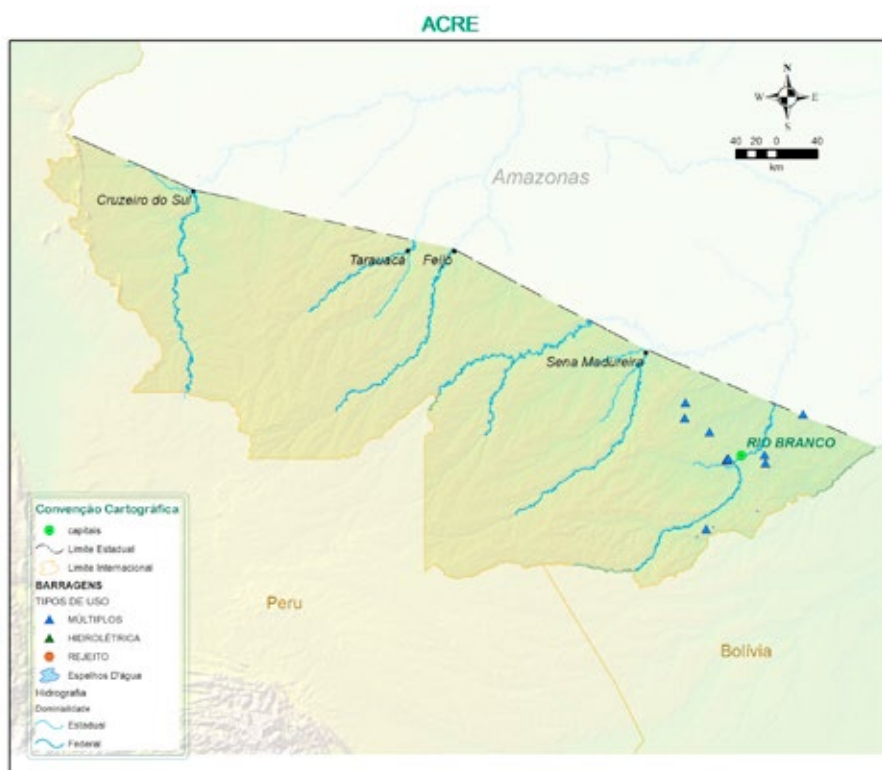 ACRE
N
W E
S
40 20 0 40
km
Amazonas
Cruzeiro do Sul
Tarauacá Feijó
Sena Madureira
RIO BRANCO
Convenção Cartográfica
capitais
Limite Estadual
Limite Internacional
BARRAGENS
TIPOS DE USO
MÚLTIPLOS
HIDROLÉTRICA
REJEITO
Espelhos D'água
Hidrografia
Dominialidade
Estadual
Federal
Peru
Bolívia